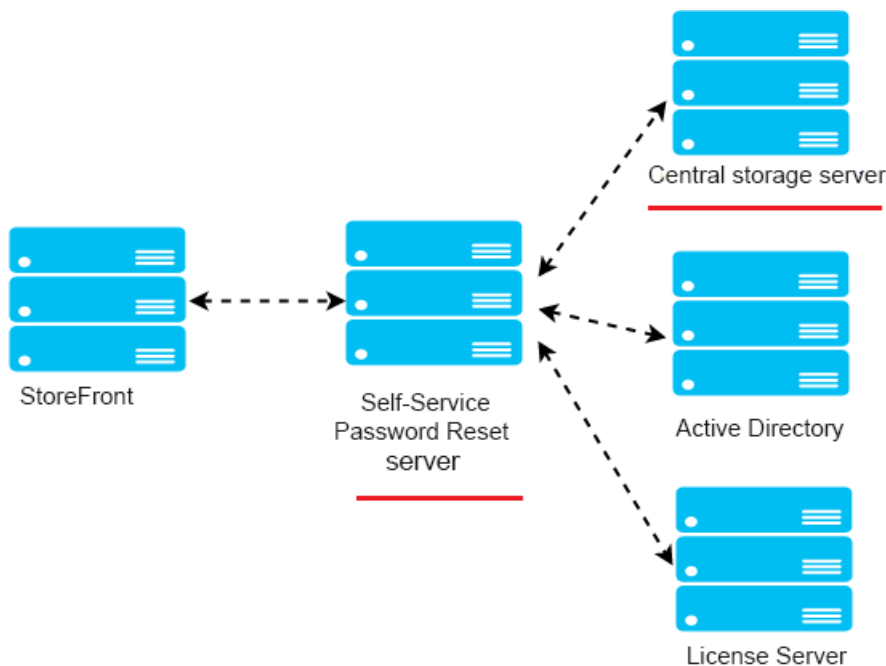 Central storage server
StoreFront
Self-Service
Password Reset
server
Active Directory
License Server